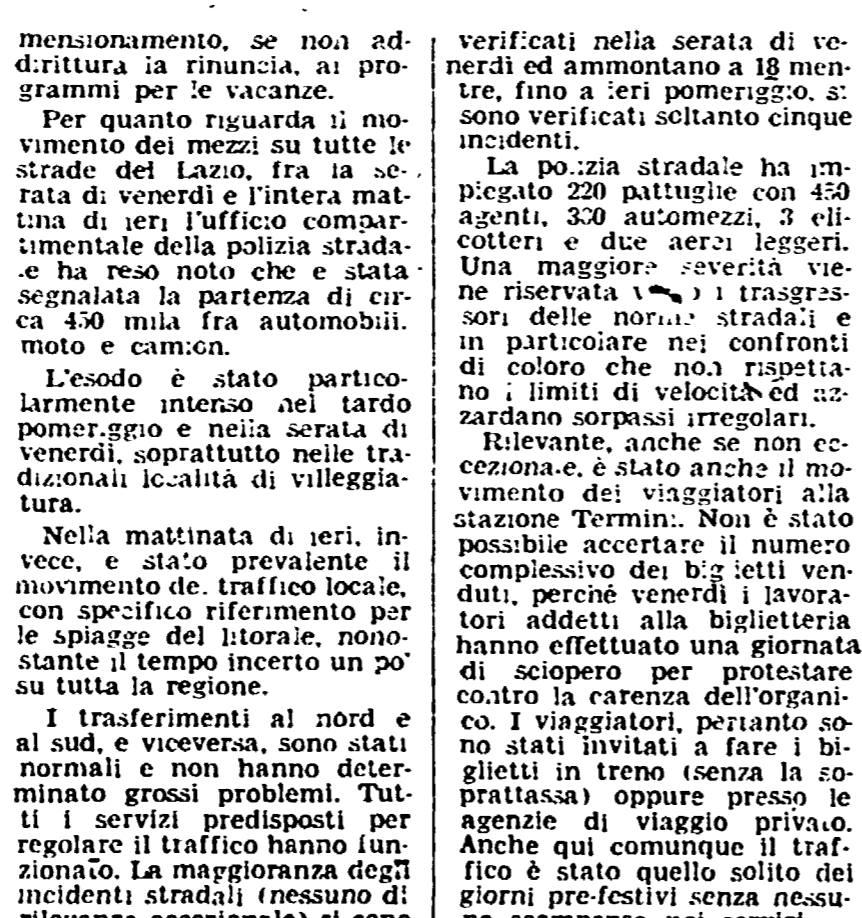 mensionamento, se non ad-
dirittura la rinuncia, ai pro-
grammi per le vacanze.
Per quanto riguarda il mo-
vimento dei mezzi su tutte le
strade del Lazio, fra la se-
rata di venerdì e l'intera mat-
tina di ieri l'ufficio compar-
timentale della polizia strada-
le ha reso noto che e stata
segnalata la partenza di cir-
ca 450 mila fra automobili.
moto e camion.
L'esodo è stato partico-
larmente intenso nel tardo
pomeriggio e nella serata di
venerdì, soprattutto nelle tra-
dizionali località di villeggia-
tura.
Nella mattinata di ieri, in-
vece, e stato prevalente il
movimento del traffico locale,
con specifico riferimento per
le spiagge del litorale, nono-
stante il tempo incerto un po'
su tutta la regione.
I trasferimenti al nord e
al sud, e viceversa, sono stati
normali e non hanno deter-
minato grossi problemi. Tut-
ti i servizi predisposti per
regolare il traffico hanno fun-
zionato. La maggioranza degli
incidenti stradali (nessuno di
rilevanza eccezionale) si sono
verificati nella serata di ve-
nerdì ed ammontano a 18 men-
tre, fino a ieri pomeriggio, si
sono verificati soltanto cinque
incidenti.
La polizia stradale ha im-
piegato 220 pattuglie con 450
agenti, 300 automezzi, 3 eli-
cotteri e due aerei leggeri.
Una maggiore severità vie-
ne riservata i trasgres-
sori delle norme stradali e
in particolare nei confronti
di coloro che non rispetta-
no i limiti di velocità ed az-
zardano sorpassi irregolari.
Rilevante, anche se non ec-
cezionale, è stato anche il mo-
vimento dei viaggiatori alla
stazione Termini. Non è stato
possibile accertare il numero
complessivo dei biglietti ven-
duti, perché venerdì i lavora-
tori addetti alla biglietteria
hanno effettuato una giornata
di sciopero per protestare
contro la carenza dell'organi-
co. I viaggiatori, pertanto so-
no stati invitati a fare i bi-
glietti in treno (senza la so-
prattassa) oppure presso le
agenzie di viaggio privato.
Anche qui comunque il traf-
fico è stato quello solito dei
giorni pre-festivi senza nessu-